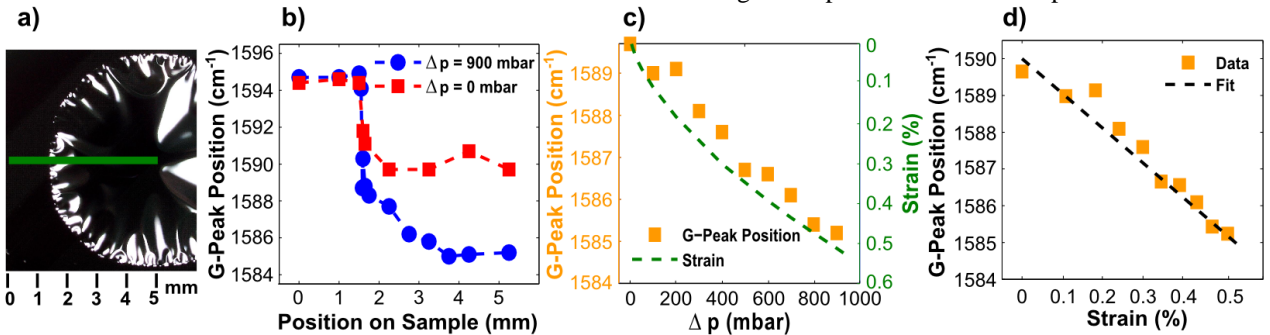 a)
0 1 2 3 4 5 mm
b)
G-Peak Position (cm⁻¹)
1596
1594
1592
1590
1588
1586
1584
Δ p = 900 mbar
Δ p = 0 mbar
0 1 2 3 4 5
Position on Sample (mm)
c)
G-Peak Position (cm⁻¹)
1589
1588
1587
1586
1585
1584
G−Peak Position
Strain
0 200 400 600 800 1000
Δ p (mbar)
0
0.1
0.2
0.3
0.4
0.5
0.6
Strain (%)
d)
G-Peak Position (cm⁻¹)
1590
1589
1588
1587
1586
1585
1584
Data
Fit
0 0.1 0.2 0.3 0.4 0.5
Strain (%)